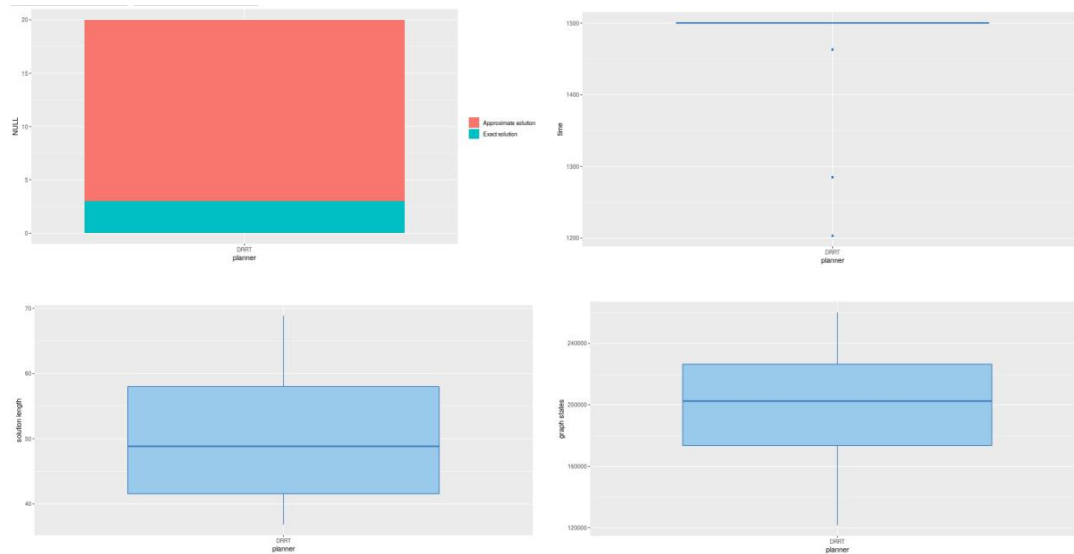 20
15
10
5
0
NULL
DRRT
planner
Approximate solution
Exact solution
1500
1400
1300
1200
time
DRRT
planner
70
60
50
40
solution length
DRRT
planner
240000
200000
160000
120000
graph states
DRRT
planner